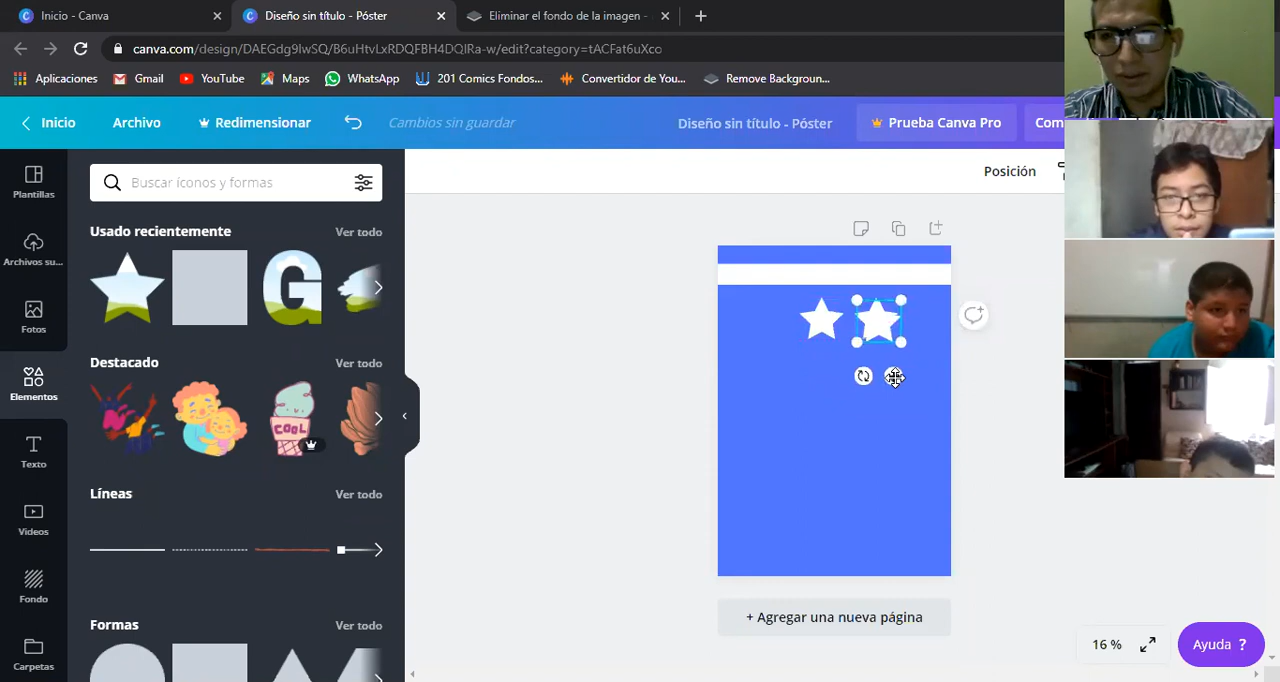 Inicio - Canva
Diseño sin título - Póster
Eliminar el fondo de la imagen -
canva.com/design/DAEGdg9IwSQ/B6uHtvLxRDQFBH4DQIRa-w/edit?category=tACFat6uXco
Aplicaciones
Gmail
YouTube
Maps
WhatsApp
201 Comics Fondos...
Convertidor de You...
Remove Backgroun...
Inicio
Archivo
Redimensionar
Cambios sin guardar
Diseño sin título - Póster
Prueba Canva Pro
Com
Plantillas
Archivos su...
Fotos
Elementos
Texto
Videos
Fondo
Carpetas
Buscar íconos y formas
Usado recientemente
Ver todo
G
Destacado
Ver todo
COOL
Líneas
Ver todo
Formas
Ver todo
Posición
+ Agregar una nueva página
16 %
Ayuda ?